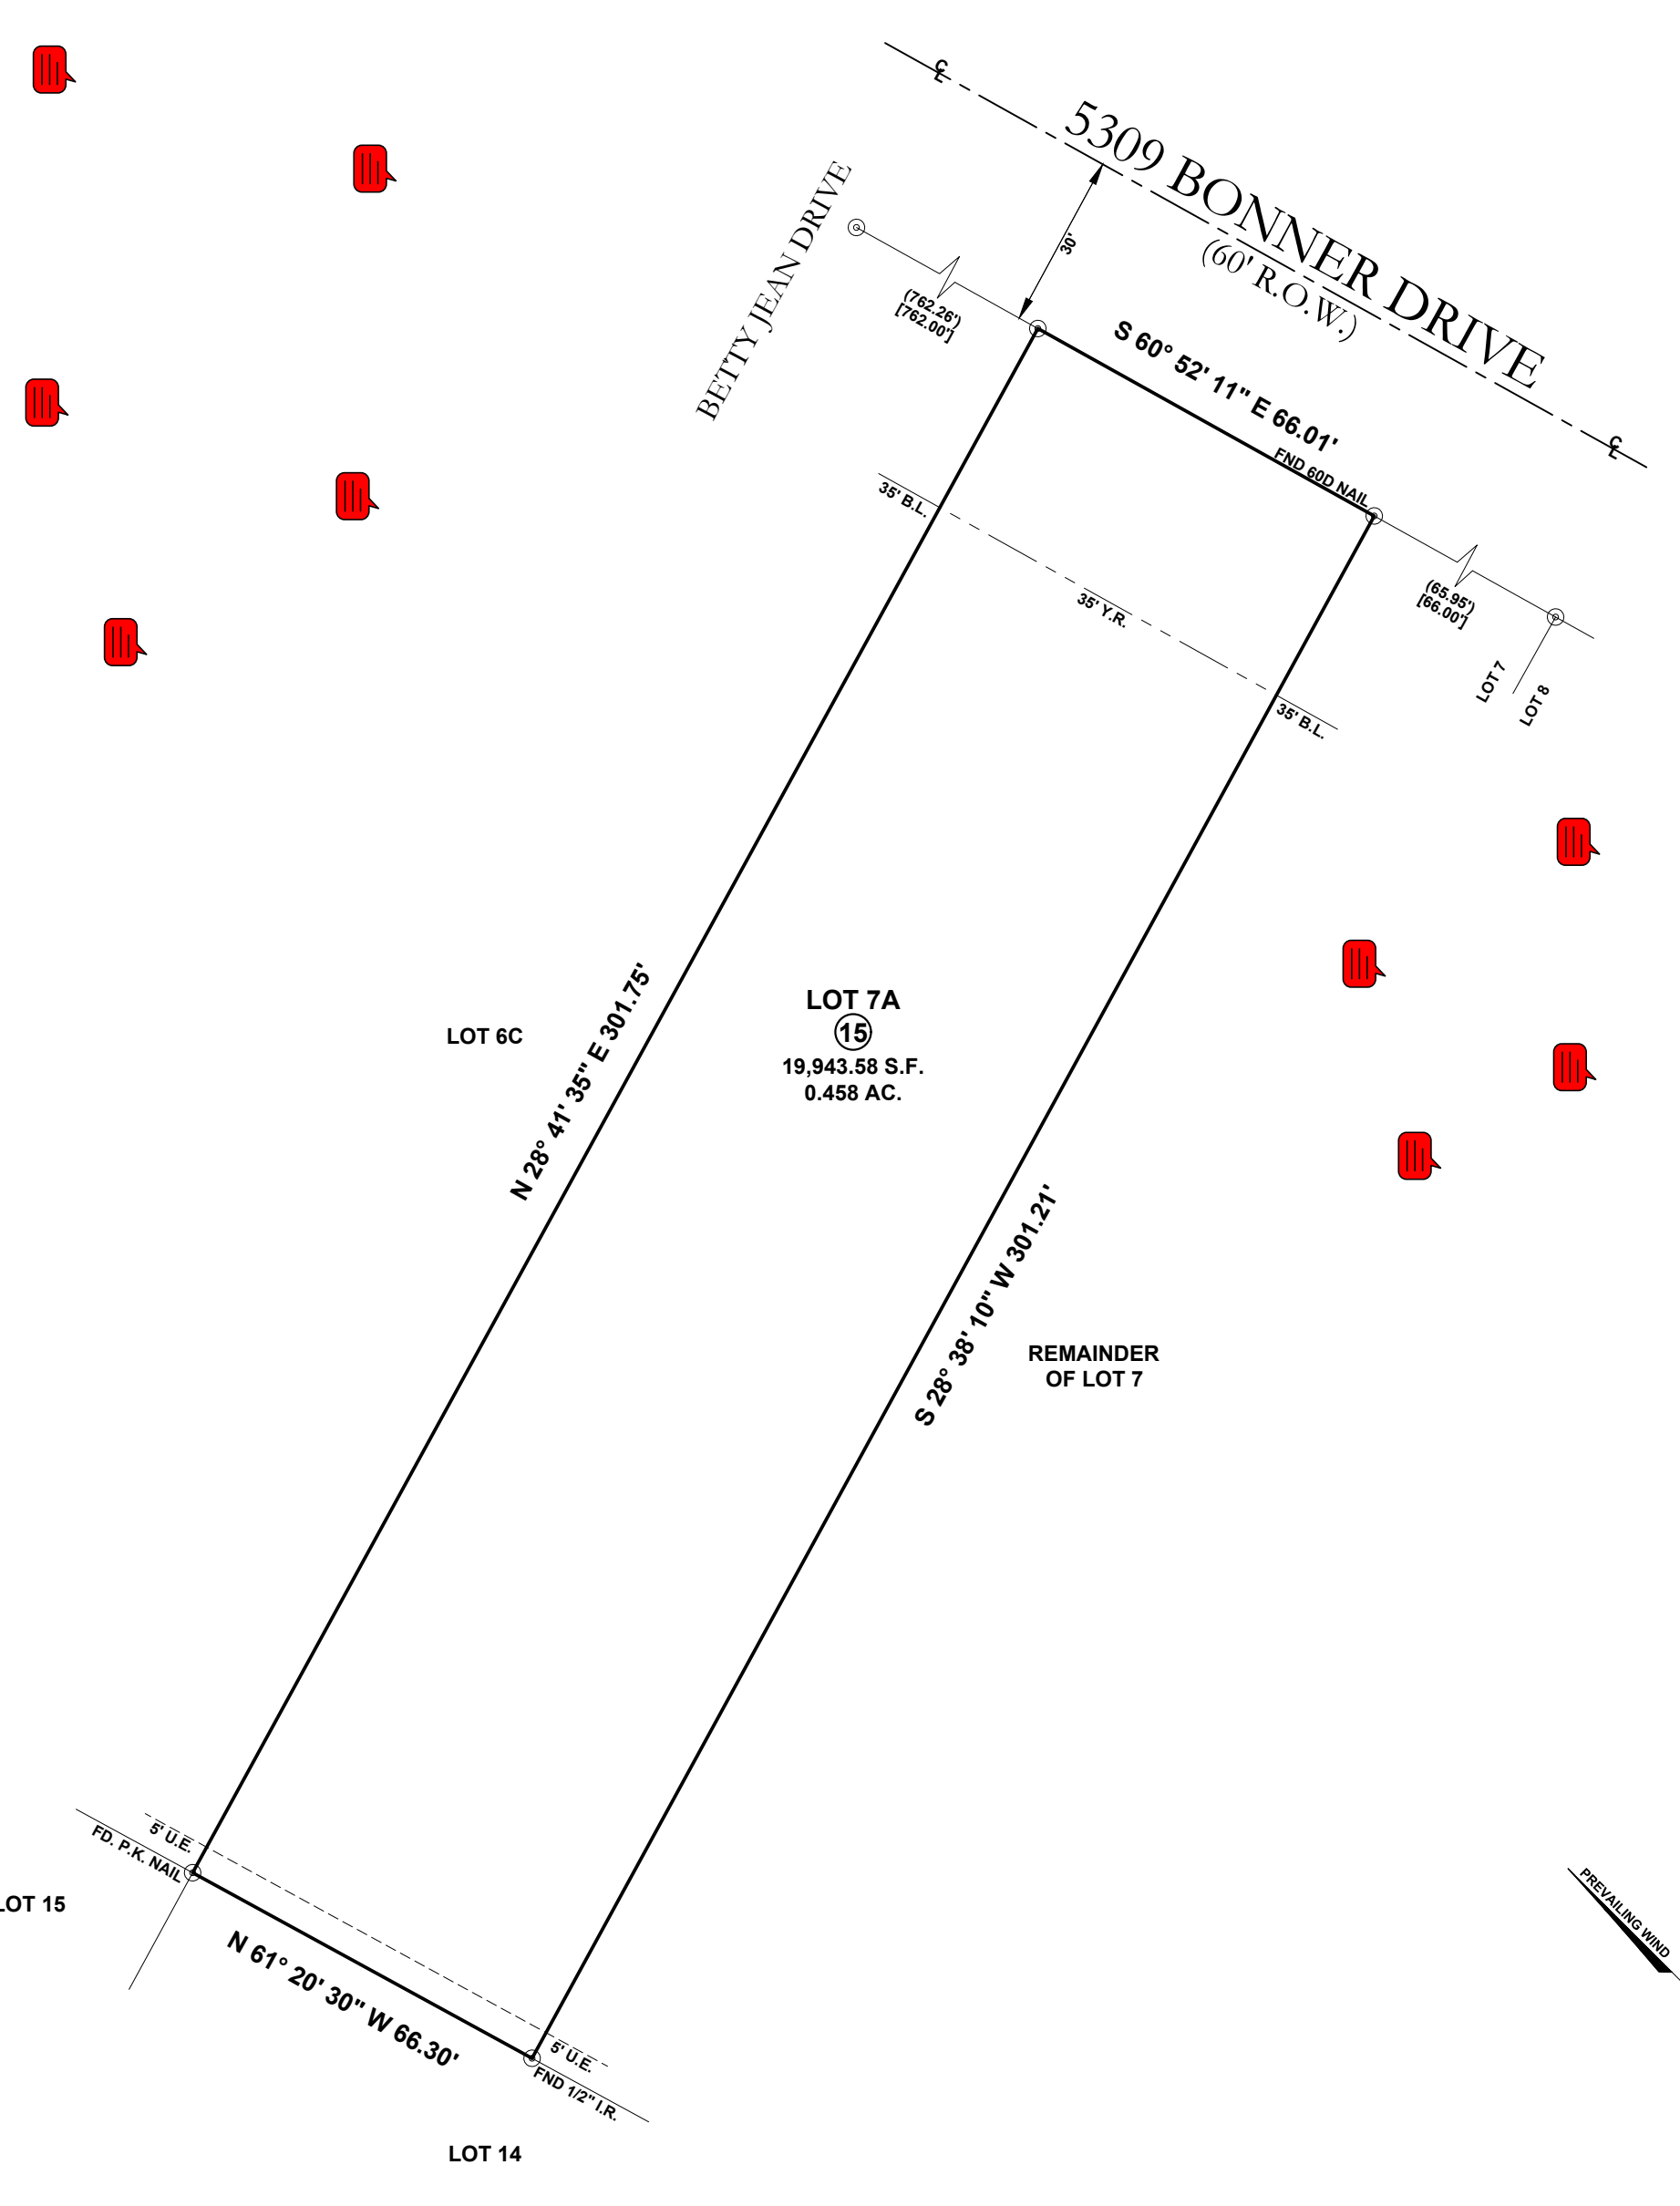 ℄
5309 BONNER DRIVE
(60' R.O.W.)
℄
BETTY JEAN DRIVE
30'
(762.26')
[762.00']
S 60° 52' 11" E 66.01'
FND 60D NAIL
35' B.L.
35' Y.R.
35' B.L.
(65.95')
[66.00']
LOT 7
LOT 8
N 28° 41' 35" E 301.75'
LOT 6C
LOT 7A
15
19,943.58 S.F.
0.458 AC.
S 28° 38' 10" W 301.21'
REMAINDER
OF LOT 7
5' U.E.
FD. P.K. NAIL
LOT 15
N 61° 20' 30" W 66.30'
5' U.E.
FND 1/2" I.R.
LOT 14
PREVAILING WIND